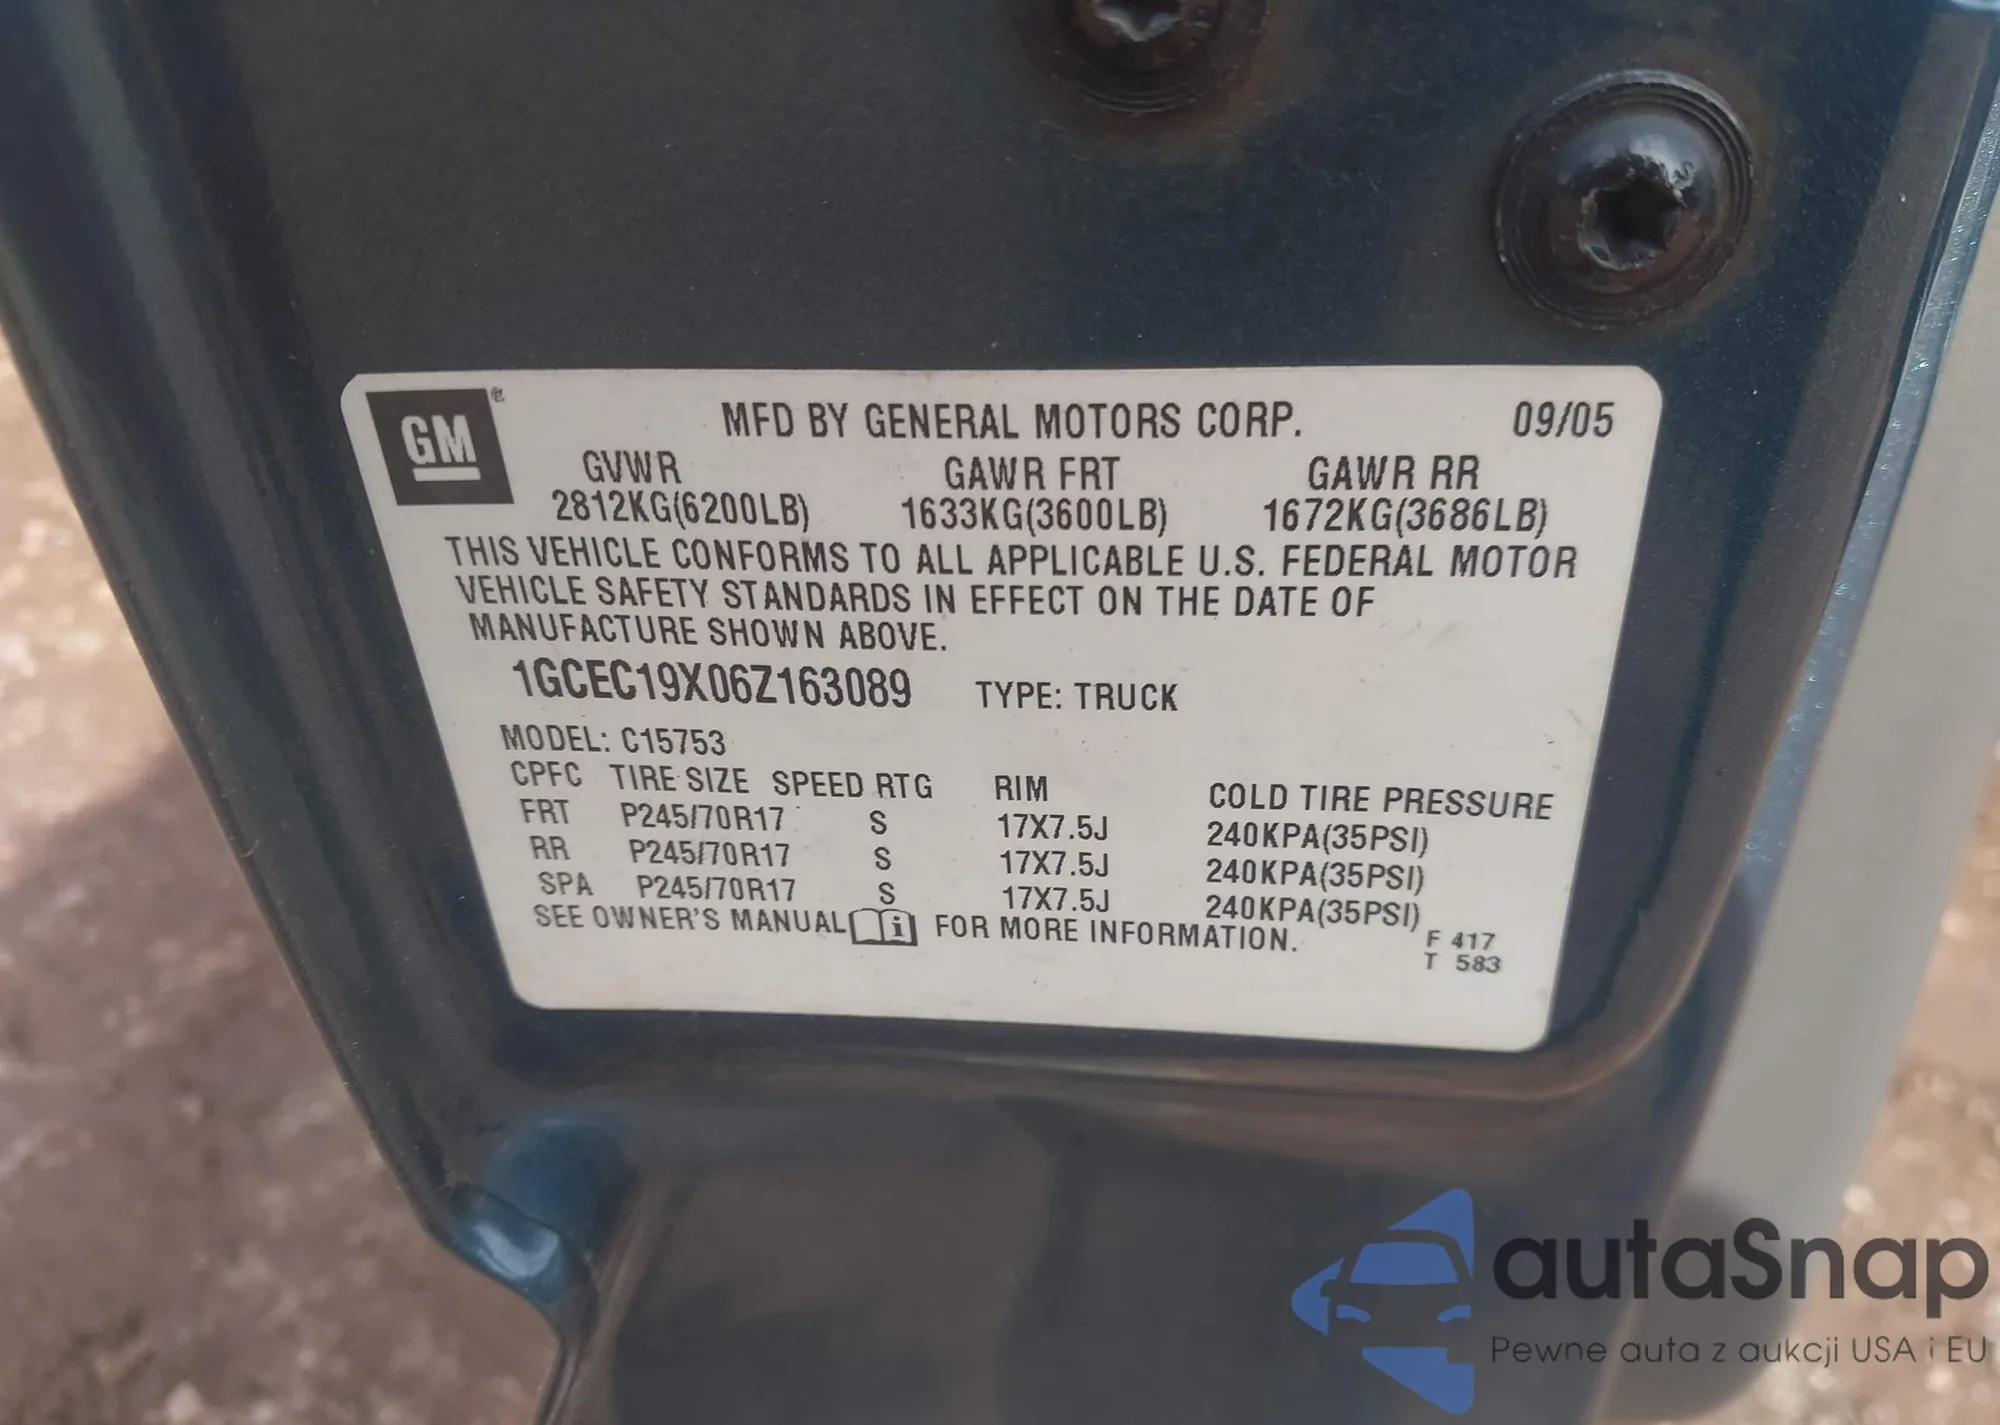 GM
MFD BY GENERAL MOTORS CORP. 09/05
GVWR GAWR FRT GAWR RR
2812KG(6200LB) 1633KG(3600LB) 1672KG(3686LB)
THIS VEHICLE CONFORMS TO ALL APPLICABLE U.S. FEDERAL MOTOR
VEHICLE SAFETY STANDARDS IN EFFECT ON THE DATE OF
MANUFACTURE SHOWN ABOVE.
1GCEC19X06Z163089 TYPE: TRUCK
MODEL: C15753
CPFC TIRE SIZE SPEED RTG RIM COLD TIRE PRESSURE
FRT P245/70R17 S 17X7.5J 240KPA(35PSI)
RR P245/70R17 S 17X7.5J 240KPA(35PSI)
SPA P245/70R17 S 17X7.5J 240KPA(35PSI)
SEE OWNER'S MANUAL i FOR MORE INFORMATION.
F 417
T 583
autaSnap
Pewne auta z aukcji USA i EU